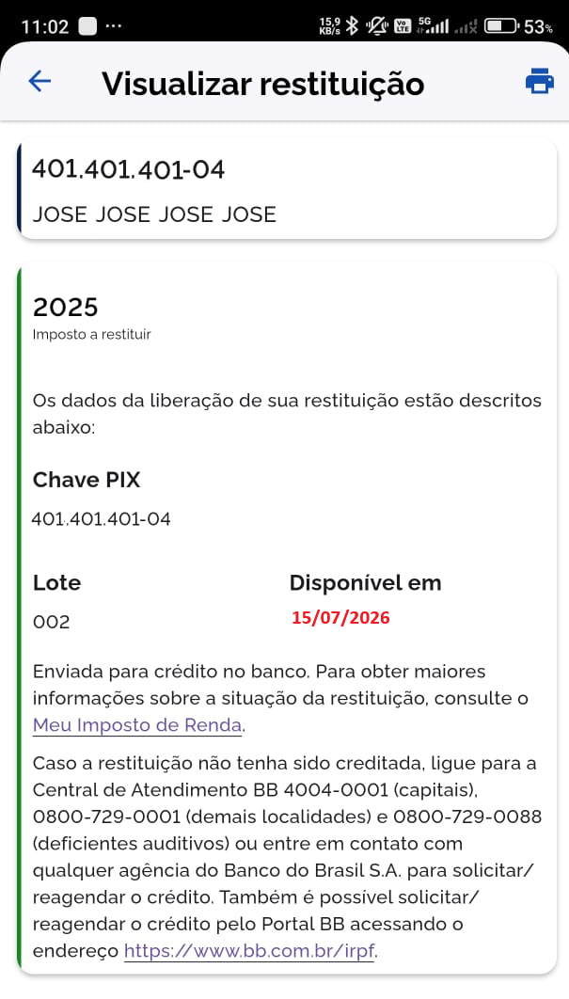 11:02 ...
15,9 KB/s VoLTE 5G 53%
Visualizar restituição
401.401.401-04
JOSE JOSE JOSE JOSE
2025
Imposto a restituir
Os dados da liberação de sua restituição estão descritos
abaixo:
Chave PIX
401.401.401-04
Lote
002
Disponível em
15/07/2026
Enviada para crédito no banco. Para obter maiores
informações sobre a situação da restituição, consulte o
Meu Imposto de Renda.
Caso a restituição não tenha sido creditada, ligue para a
Central de Atendimento BB 4004-0001 (capitais),
0800-729-0001 (demais localidades) e 0800-729-0088
(deficientes auditivos) ou entre em contato com
qualquer agência do Banco do Brasil S.A. para solicitar/
reagendar o crédito. Também é possível solicitar/
reagendar o crédito pelo Portal BB acessando o
endereço https://www.bb.com.br/irpf.